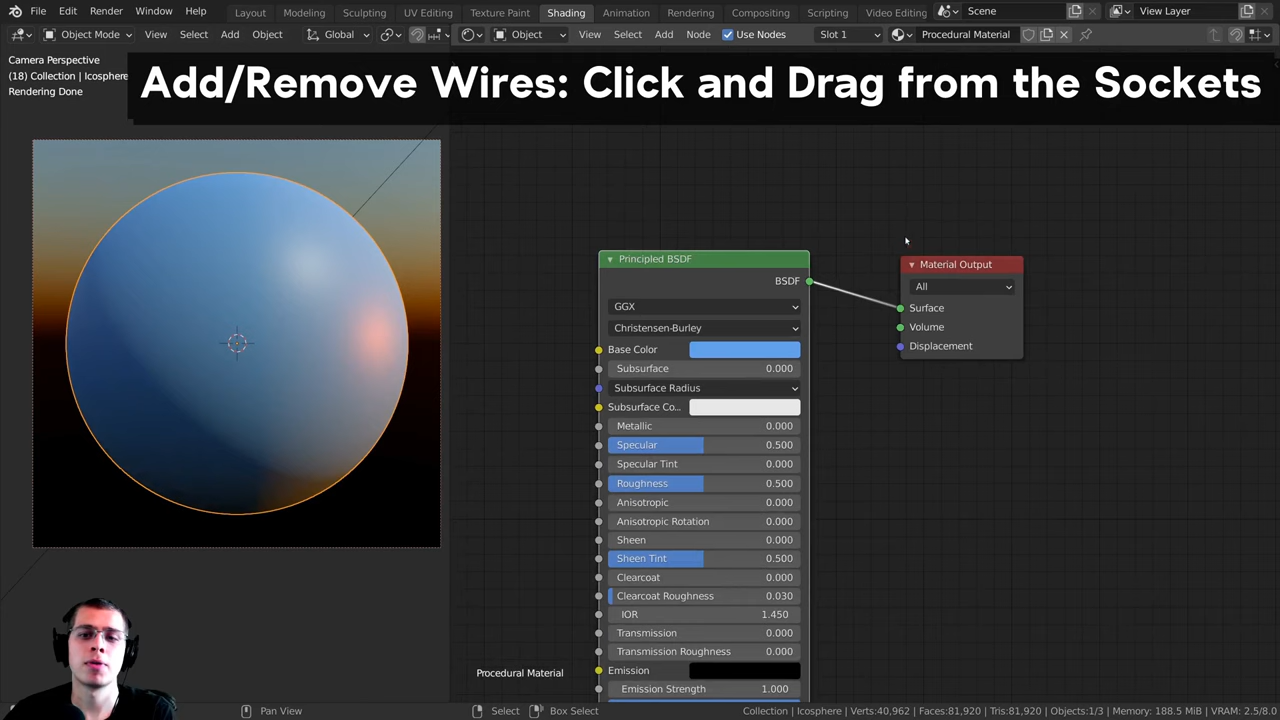 File Edit Render Window Help Layout Modeling Sculpting UV Editing Texture Paint Shading Animation Rendering Compositing Scripting Video Editing Scene View Layer
Object Mode View Select Add Object Global Object View Select Add Node Use Nodes Slot 1 Procedural Material
Camera Perspective
(18) Collection | Icosphere
Rendering Done
Add/Remove Wires: Click and Drag from the Sockets
Principled BSDF
BSDF
GGX
Christensen-Burley
Base Color
Subsurface 0.000
Subsurface Radius
Subsurface Co...
Metallic 0.000
Specular 0.500
Specular Tint 0.000
Roughness 0.500
Anisotropic 0.000
Anisotropic Rotation 0.000
Sheen 0.000
Sheen Tint 0.500
Clearcoat 0.000
Clearcoat Roughness 0.030
IOR 1.450
Transmission 0.000
Transmission Roughness 0.000
Emission
Emission Strength 1.000
Material Output
All
Surface
Volume
Displacement
Procedural Material
Select Box Select Pan View Select Box Select Collection | Icosphere | Verts:40,962 | Faces:81,920 | Tris:81,920 | Objects:1/3 | Memory: 188.5 MiB | VRAM: 2.5/8.0